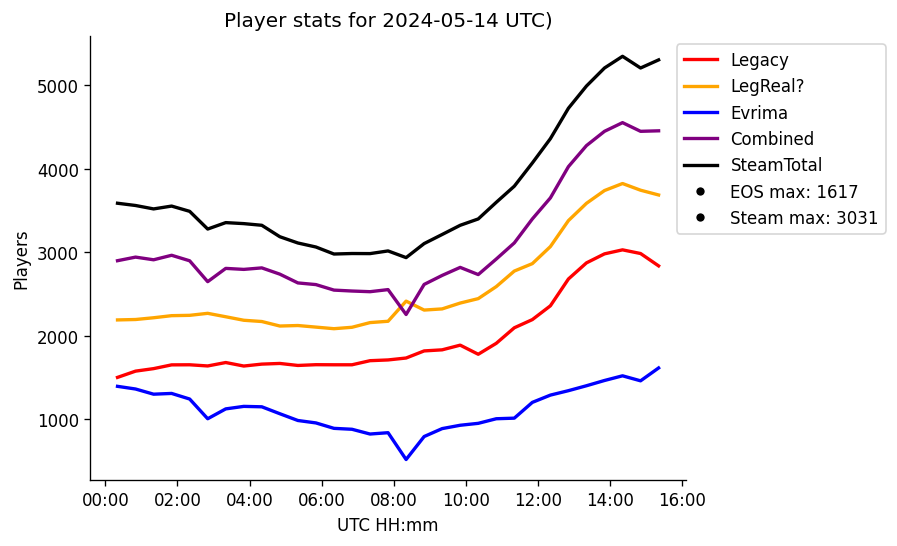 Player stats for 2024-05-14 UTC)
Legacy
LegReal?
Evrima
Combined
SteamTotal
EOS max: 1617
Steam max: 3031
Players
5000
4000
3000
2000
1000
00:00 02:00 04:00 06:00 08:00 10:00 12:00 14:00 16:00
UTC HH:mm